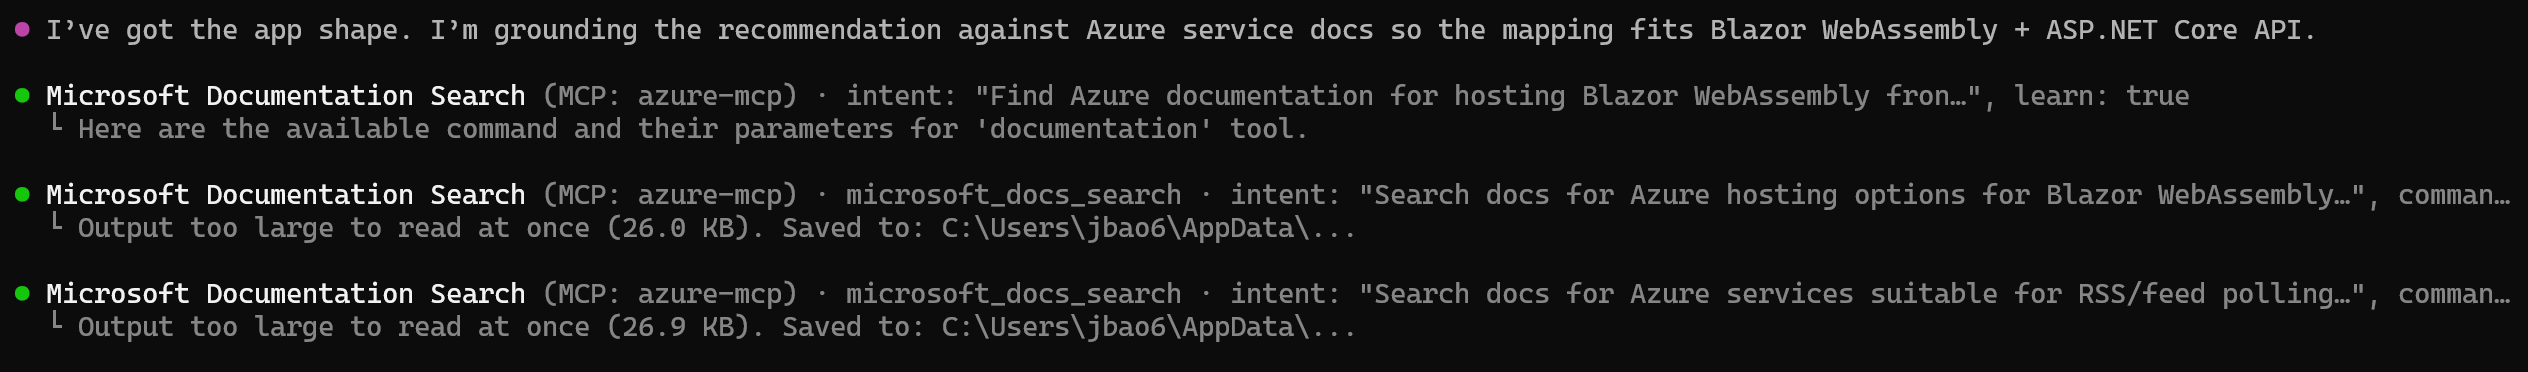 ● I’ve got the app shape. I’m grounding the recommendation against Azure service docs so the mapping fits Blazor WebAssembly + ASP.NET Core API.
● Microsoft Documentation Search (MCP: azure-mcp) · intent: "Find Azure documentation for hosting Blazor WebAssembly fron…", learn: true
└ Here are the available command and their parameters for 'documentation' tool.
● Microsoft Documentation Search (MCP: azure-mcp) · microsoft_docs_search · intent: "Search docs for Azure hosting options for Blazor WebAssembly…", comman…
└ Output too large to read at once (26.0 KB). Saved to: C:\Users\jbao6\AppData\...
● Microsoft Documentation Search (MCP: azure-mcp) · microsoft_docs_search · intent: "Search docs for Azure services suitable for RSS/feed polling…", comman…
└ Output too large to read at once (26.9 KB). Saved to: C:\Users\jbao6\AppData\...